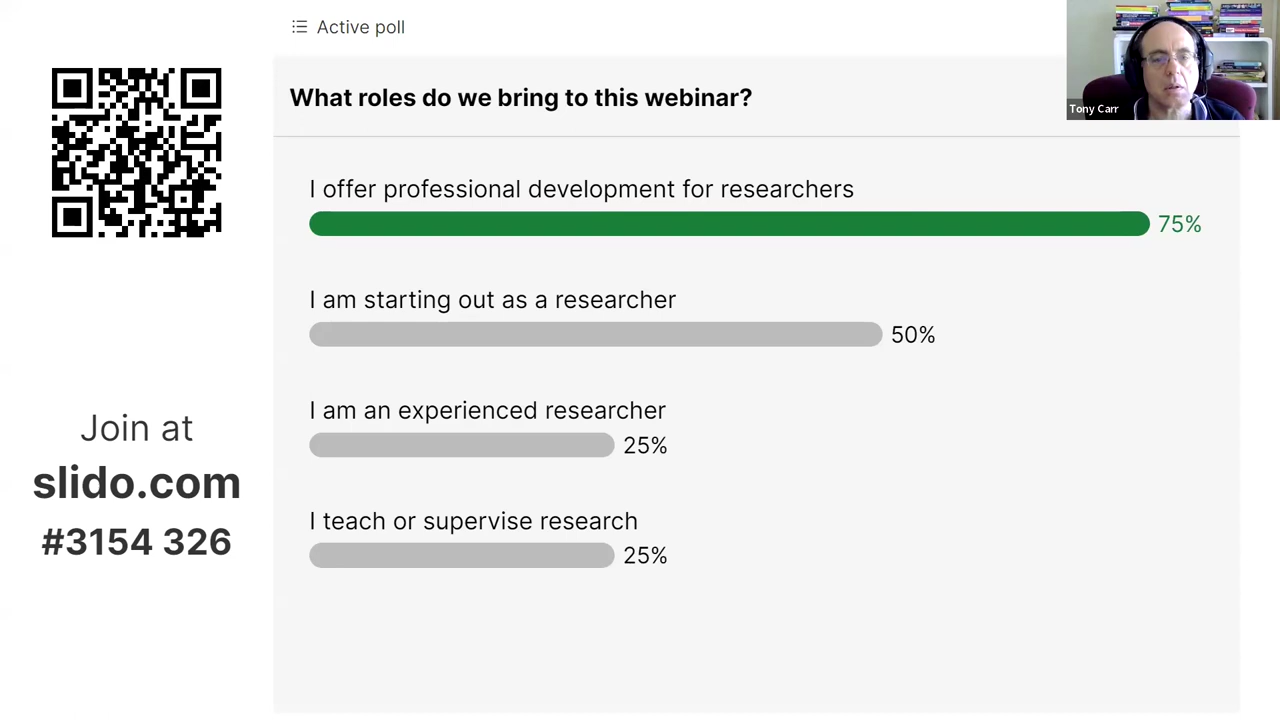 Active poll
What roles do we bring to this webinar?
Tony Carr
I offer professional development for researchers
75%
I am starting out as a researcher
50%
I am an experienced researcher
25%
I teach or supervise research
25%
Join at
slido.com
#3154 326